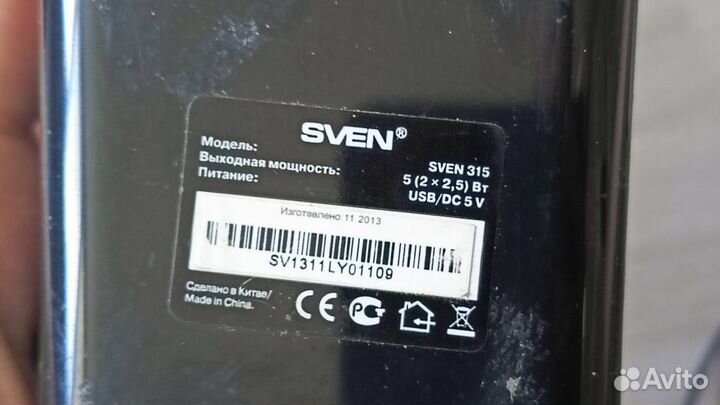 SVEN®
Модель: SVEN 315
Выходная мощность: 5 (2 × 2,5) Вт
Питание: USB/DC 5 V
Изготовлено:11 2013
SV1311LY01109
Сделано в Китае/
Made in China.
CE PG
Avito